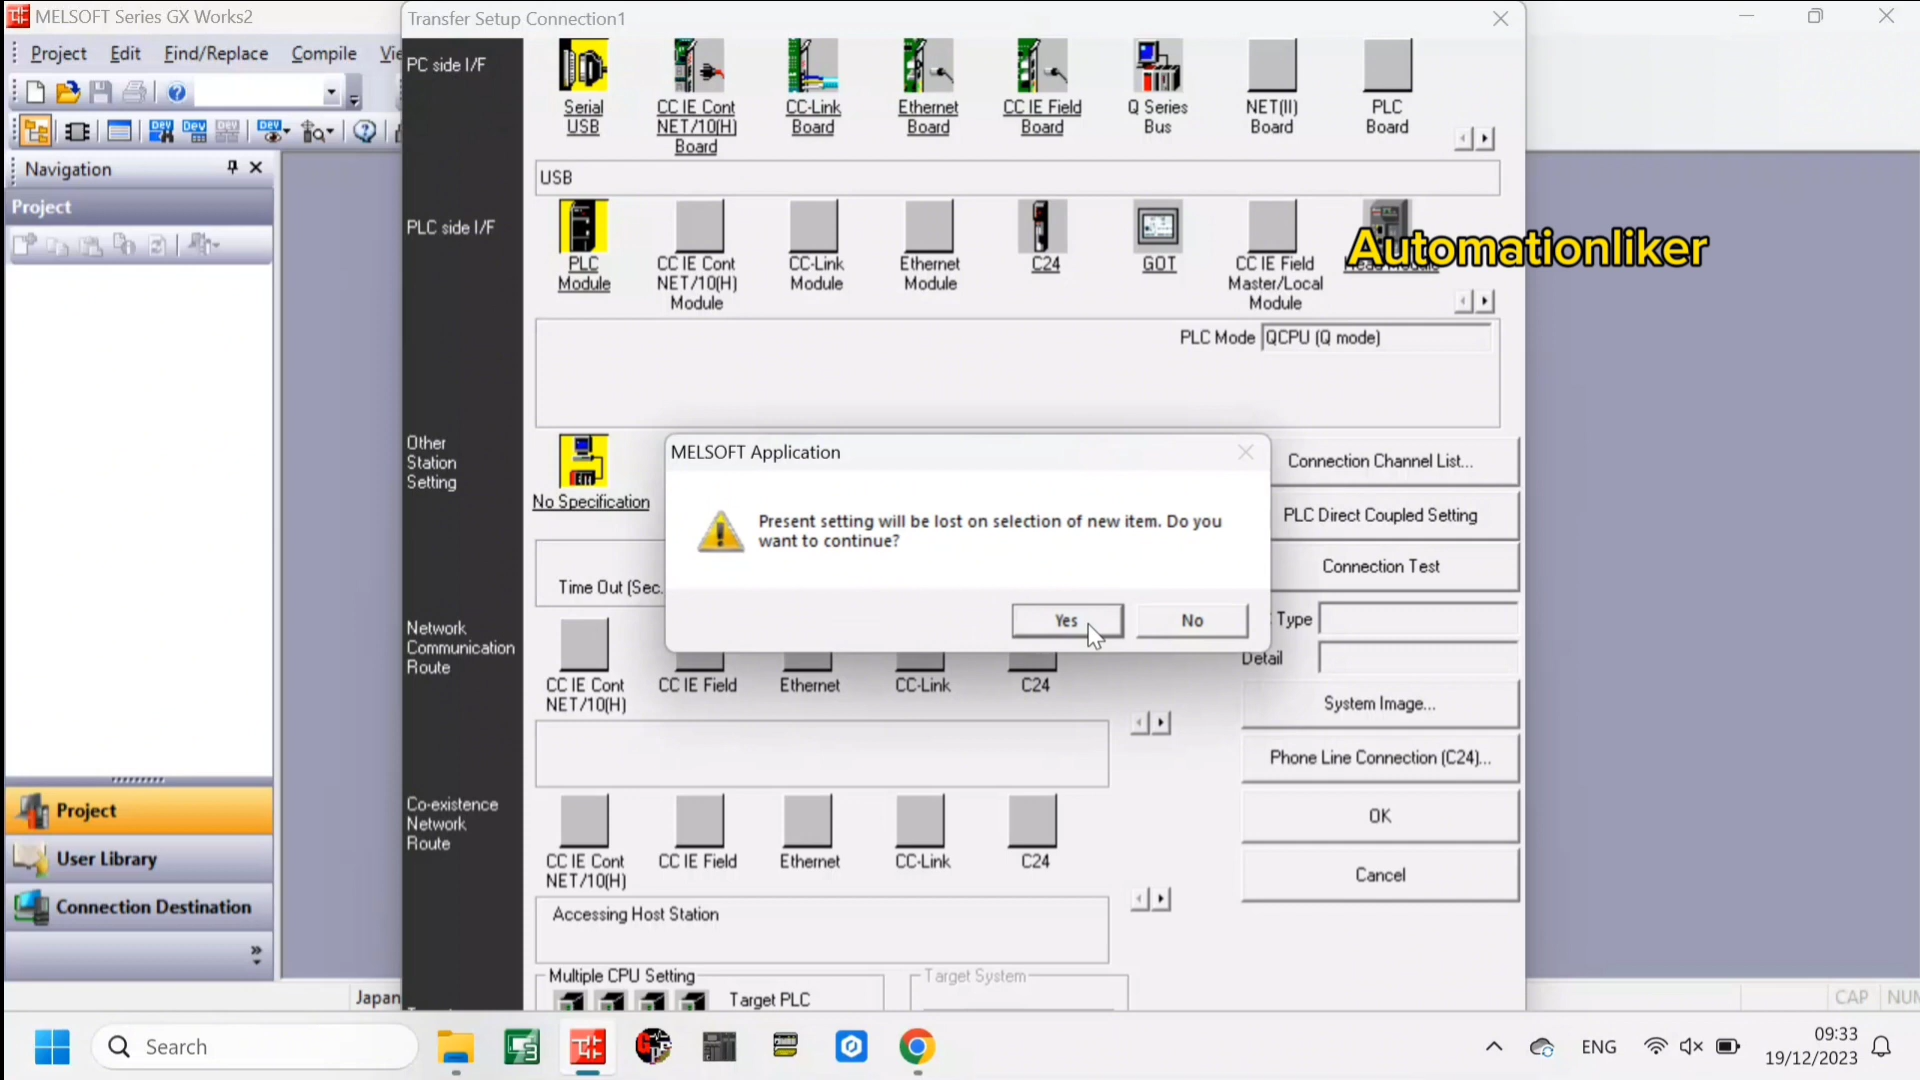 MELSOFT Series GX Works2
Transfer Setup Connection1
Project Edit Find/Replace Compile Vie
Navigation
Project
PC side I/F
Serial
USB
CC IE Cont
NET/10(H)
Board
CC-Link
Board
Ethernet
Board
CC IE Field
Board
Q Series
Bus
NET(II)
Board
PLC
Board
USB
PLC side I/F
PLC
Module
CC IE Cont
NET/10(H)
Module
CC-Link
Module
Ethernet
Module
C24
GOT
CC IE Field
Master/Local
Module
Automationliker
PLC Mode QCPU (Q mode)
Other
Station
Setting
No Specification
Time Out (Sec.
MELSOFT Application
Present setting will be lost on selection of new item. Do you
want to continue?
Yes
No
Connection Channel List...
PLC Direct Coupled Setting
Connection Test
Type
Detail
System Image...
Phone Line Connection (C24)...
OK
Cancel
Network
Communication
Route
CC IE Cont
NET/10(H)
CC IE Field
Ethernet
CC-Link
C24
Co-existence
Network
Route
CC IE Cont
NET/10(H)
CC IE Field
Ethernet
CC-Link
C24
Accessing Host Station
Multiple CPU Setting
Target PLC
Target System
Project
User Library
Connection Destination
Japan
CAP NUM
Search
ENG
09:33
19/12/2023